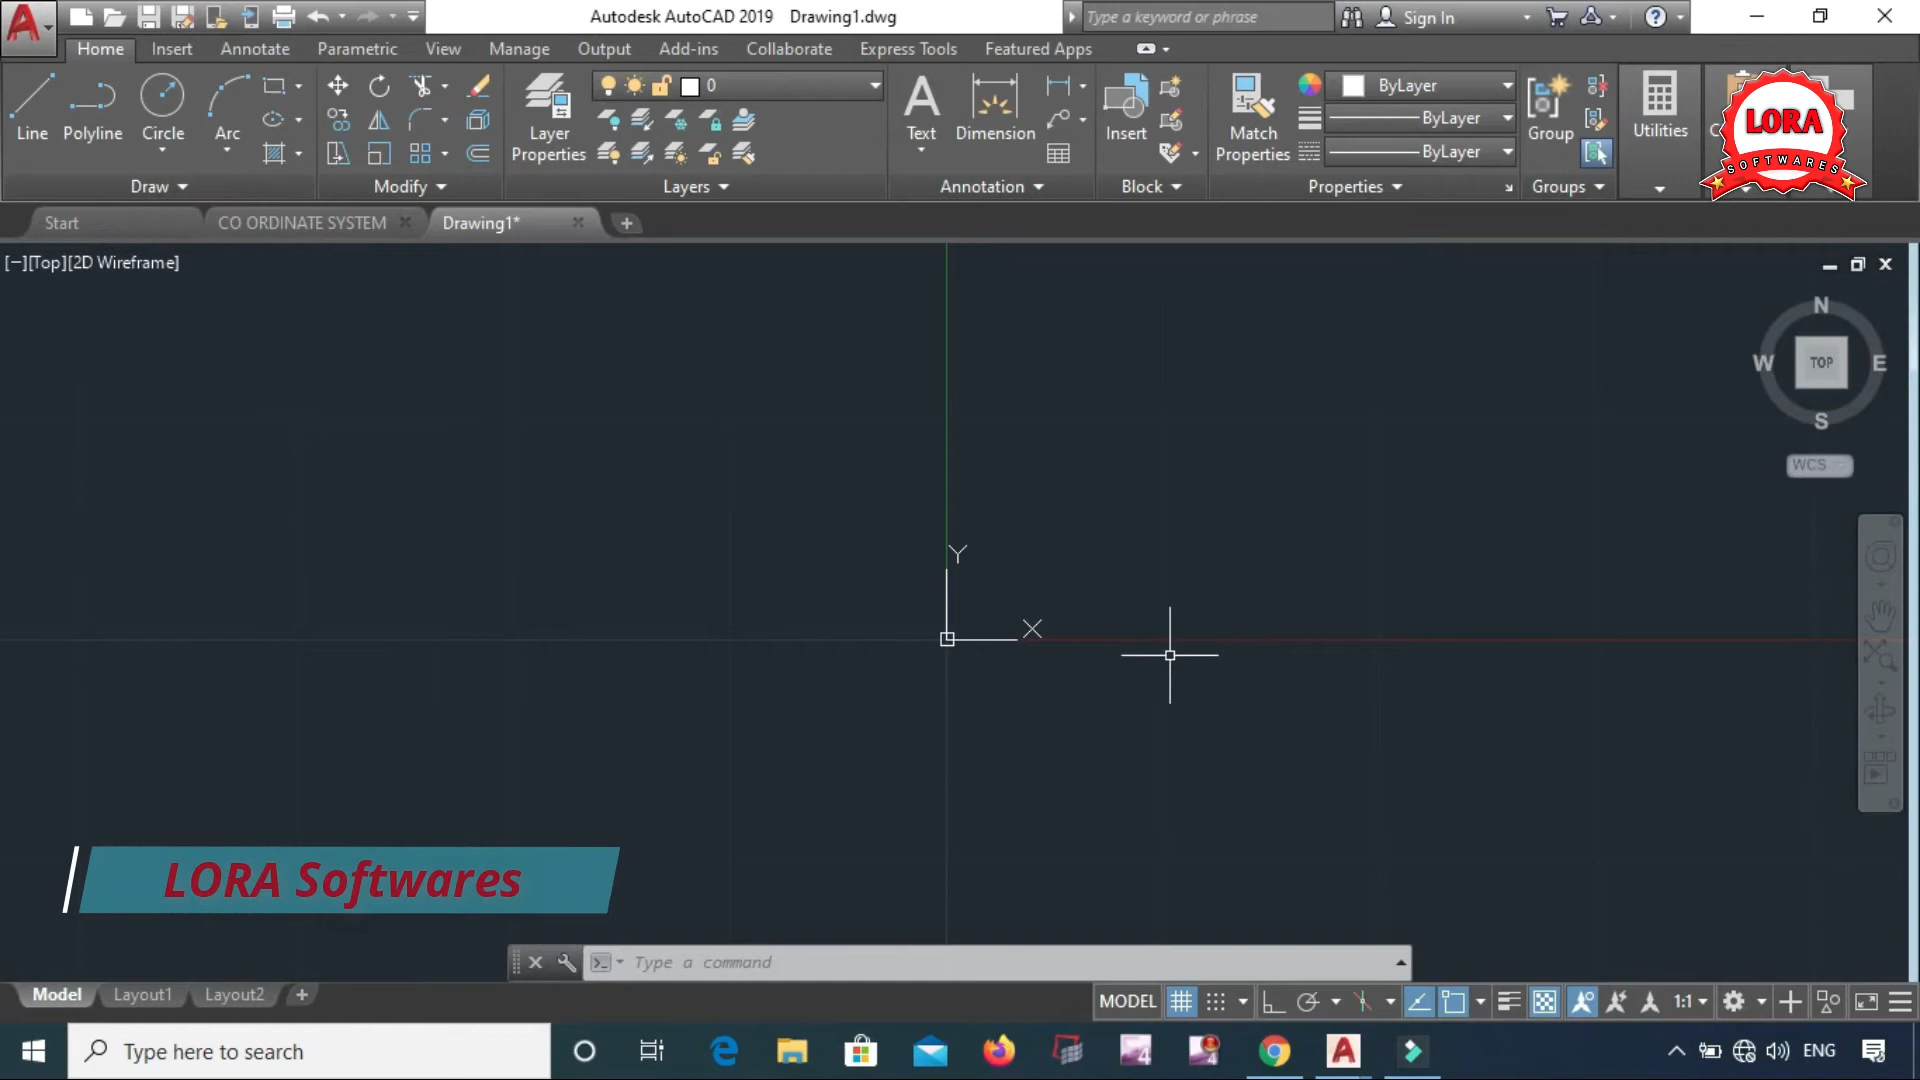 Autodesk AutoCAD 2019 Drawing1.dwg
Type a keyword or phrase
Sign In
Home Insert Annotate Parametric View Manage Output Add-ins Collaborate Express Tools Featured Apps
Line Polyline Circle Arc
Layer Properties
0
Text Dimension
Insert
Match Properties
ByLayer
ByLayer
ByLayer
Group
Utilities
LORA
SOFTWARES
Draw Modify Layers Annotation Block Properties Groups
Start CO ORDINATE SYSTEM Drawing1*
[−][Top][2D Wireframe]
N
W TOP E
S
WCS
Y
X
LORA Softwares
Type a command
Model Layout1 Layout2
MODEL
1:1
Type here to search
ENG